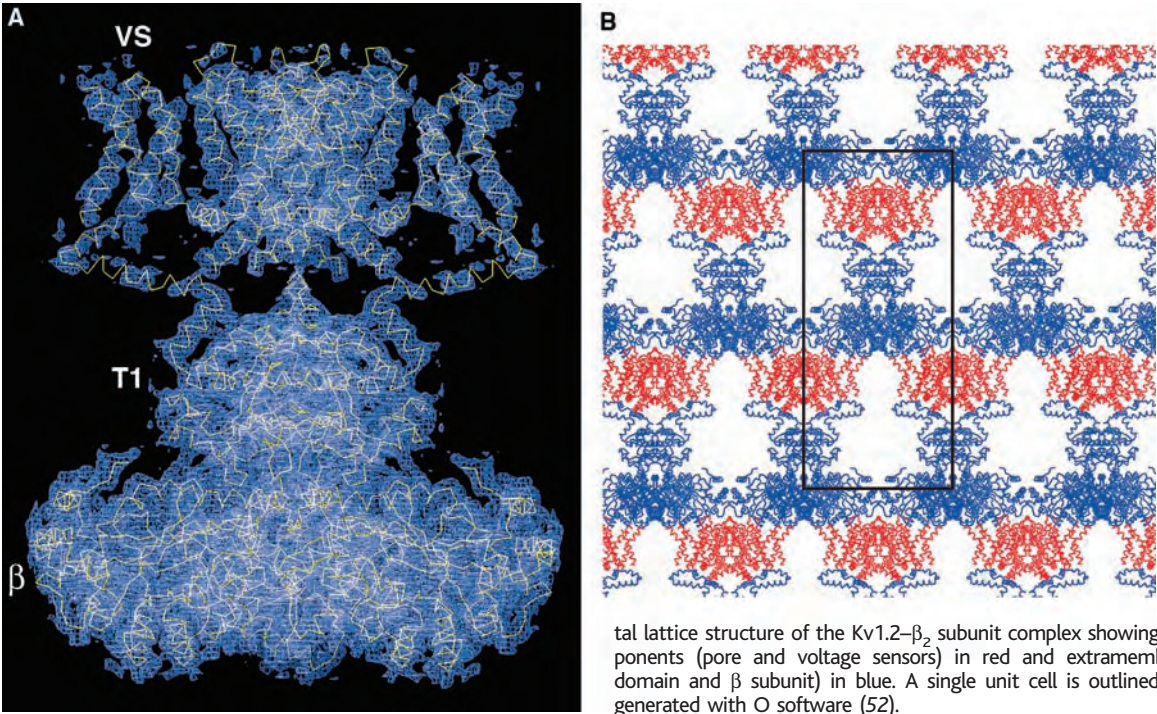 A
VS
T1
β
B
tal lattice structure of the Kv1.2–β2 subunit complex showing
ponents (pore and voltage sensors) in red and extramem
domain and β subunit) in blue. A single unit cell is outlined
generated with O software (52).